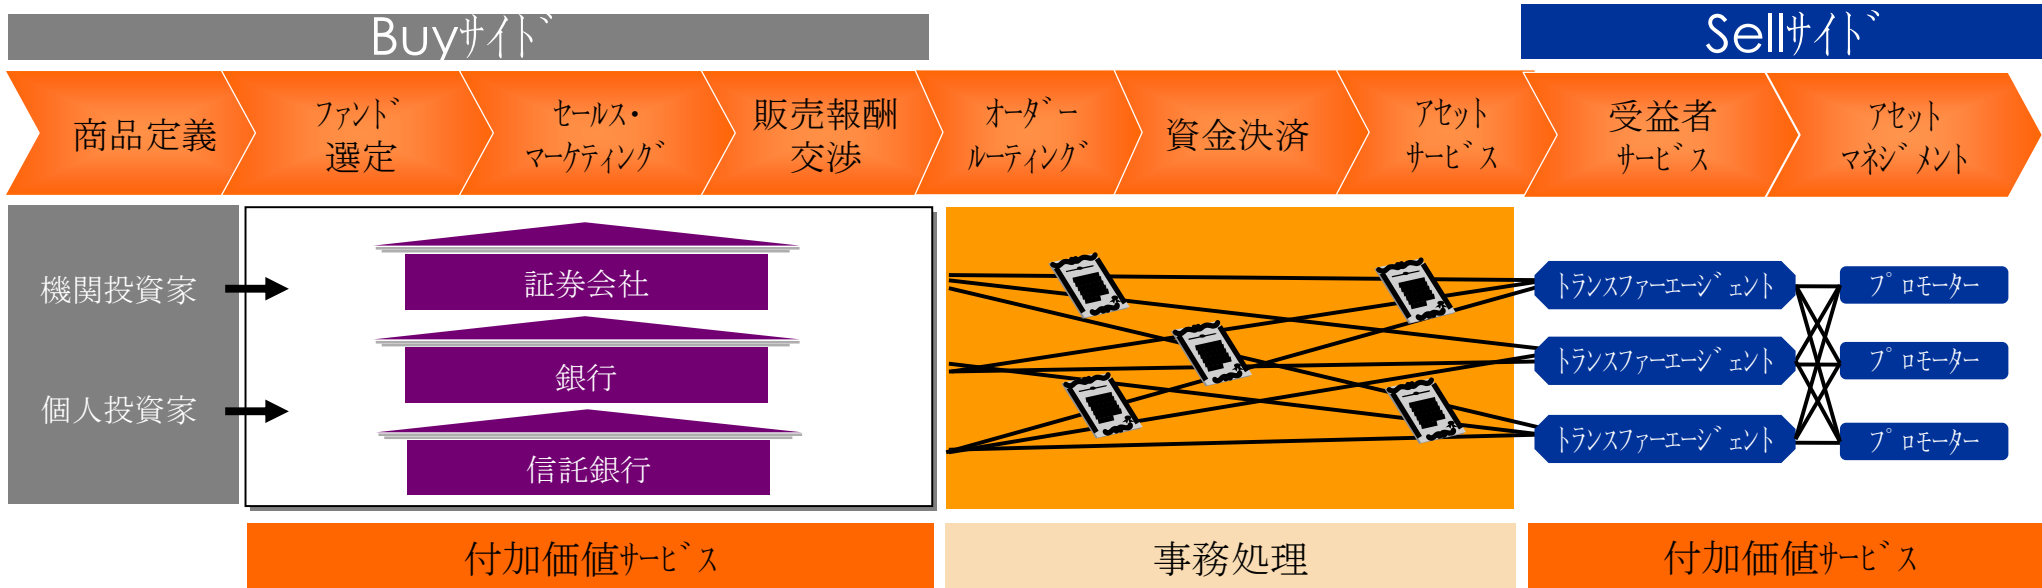 Buyサイド
Sellサイド
商品定義
ファンド
選定
セールス・
マーケティング
販売報酬
交渉
オーダー
ルーティング
資金決済
アセット
サービス
受益者
サービス
アセット
マネジメント
機関投資家
個人投資家
証券会社
銀行
信託銀行
トランスファーエージェント
プロモーター
トランスファーエージェント
プロモーター
トランスファーエージェント
プロモーター
付加価値サービス
事務処理
付加価値サービス